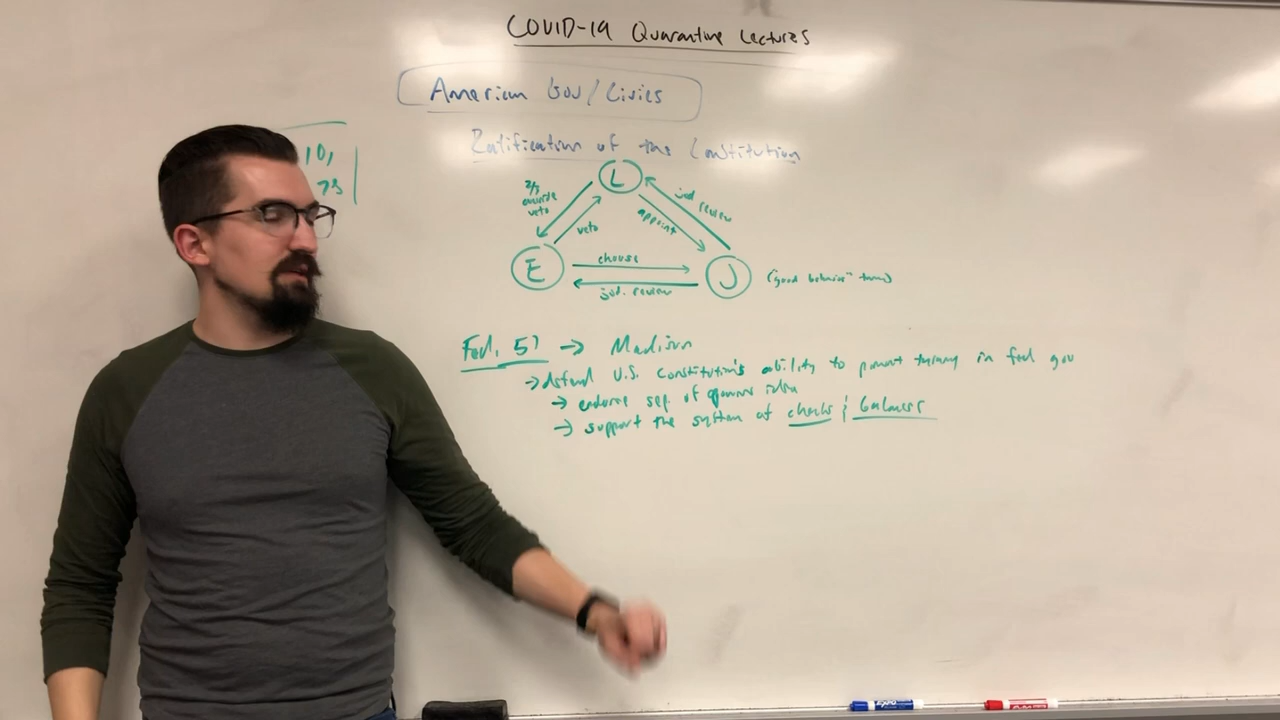 COVID-19 Quarantine Lectures
American Gov/Civics
Ratification of the Constitution
10,
L
2/3
override
veto
veto
appoint
jud. review
E
choose
J
jud. review
("good behavior" terms)
Fed. 51 → Madison
→ defend U.S. Constitution's ability to prevent tyranny in fed gov
→ endorse sep. of powers idea
→ support the system of checks & balances
EXPO
EXPO